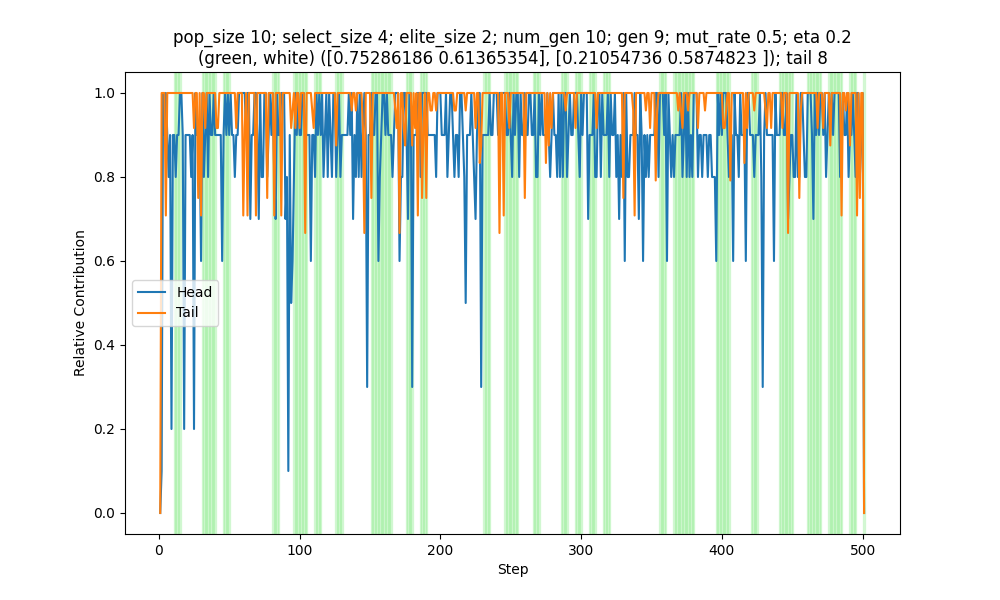 pop_size 10; select_size 4; elite_size 2; num_gen 10; gen 9; mut_rate 0.5; eta 0.2
(green, white) ([0.75286186 0.61365354], [0.21054736 0.5874823 ]); tail 8
1.0
0.8
0.6
0.4
0.2
0.0
Relative Contribution
Head
Tail
0 100 200 300 400 500
Step